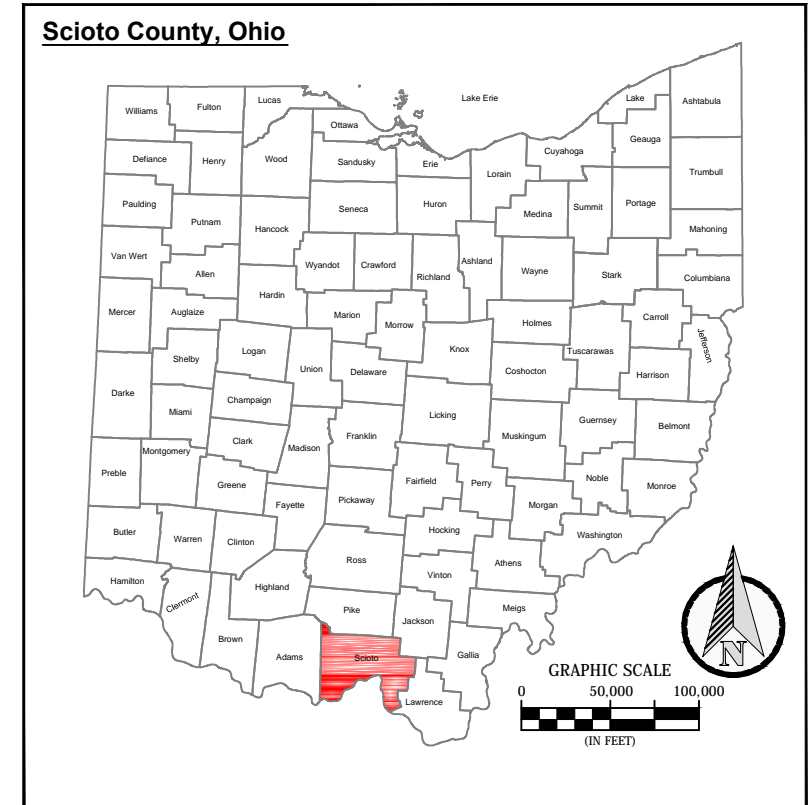 Scioto County, Ohio
Williams
Fulton
Lucas
Lake Erie
Lake
Ashtabula
Ottawa
Geauga
Cuyahoga
Defiance
Henry
Wood
Sandusky
Erie
Lorain
Trumbull
Paulding
Putnam
Hancock
Seneca
Huron
Medina
Summit
Portage
Mahoning
Van Wert
Allen
Wyandot
Crawford
Richland
Ashland
Wayne
Stark
Columbiana
Mercer
Auglaize
Hardin
Marion
Morrow
Holmes
Carroll
Jefferson
Shelby
Logan
Union
Delaware
Knox
Coshocton
Tuscarawas
Harrison
Darke
Miami
Champaign
Licking
Guernsey
Belmont
Clark
Madison
Franklin
Muskingum
Preble
Montgomery
Greene
Fayette
Pickaway
Fairfield
Perry
Morgan
Noble
Monroe
Butler
Warren
Clinton
Hocking
Washington
Ross
Athens
Hamilton
Clermont
Highland
Vinton
Pike
Jackson
Meigs
Brown
Adams
Scioto
Gallia
Lawrence
N
GRAPHIC SCALE
0 50,000 100,000
(IN FEET)